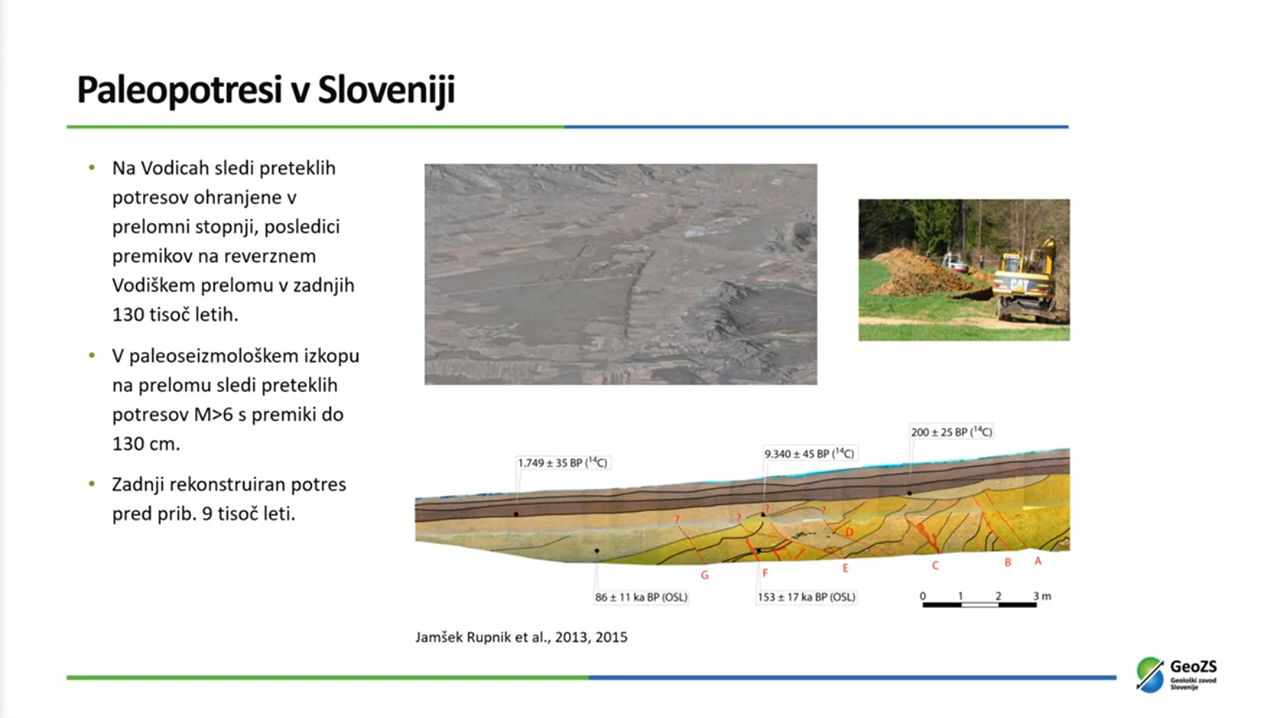 Paleopotresi v Sloveniji
• Na Vodicah sledi preteklih
potresov ohranjene v
prelomni stopnji, posledici
premikov na reverznem
Vodiškem prelomu v zadnjih
130 tisoč letih.
• V paleoseizmološkem izkopu
na prelomu sledi preteklih
potresov M>6 s premiki do
130 cm.
• Zadnji rekonstruiran potres
pred prib. 9 tisoč leti.
CAT
200 ± 25 BP (¹⁴C)
9.340 ± 45 BP (¹⁴C)
1.749 ± 35 BP (¹⁴C)
? ? ? ?
D
G F E C B A
86 ± 11 ka BP (OSL)
153 ± 17 ka BP (OSL)
0 1 2 3 m
Jamšek Rupnik et al., 2013, 2015
GeoZS
Geološki zavod
Slovenije